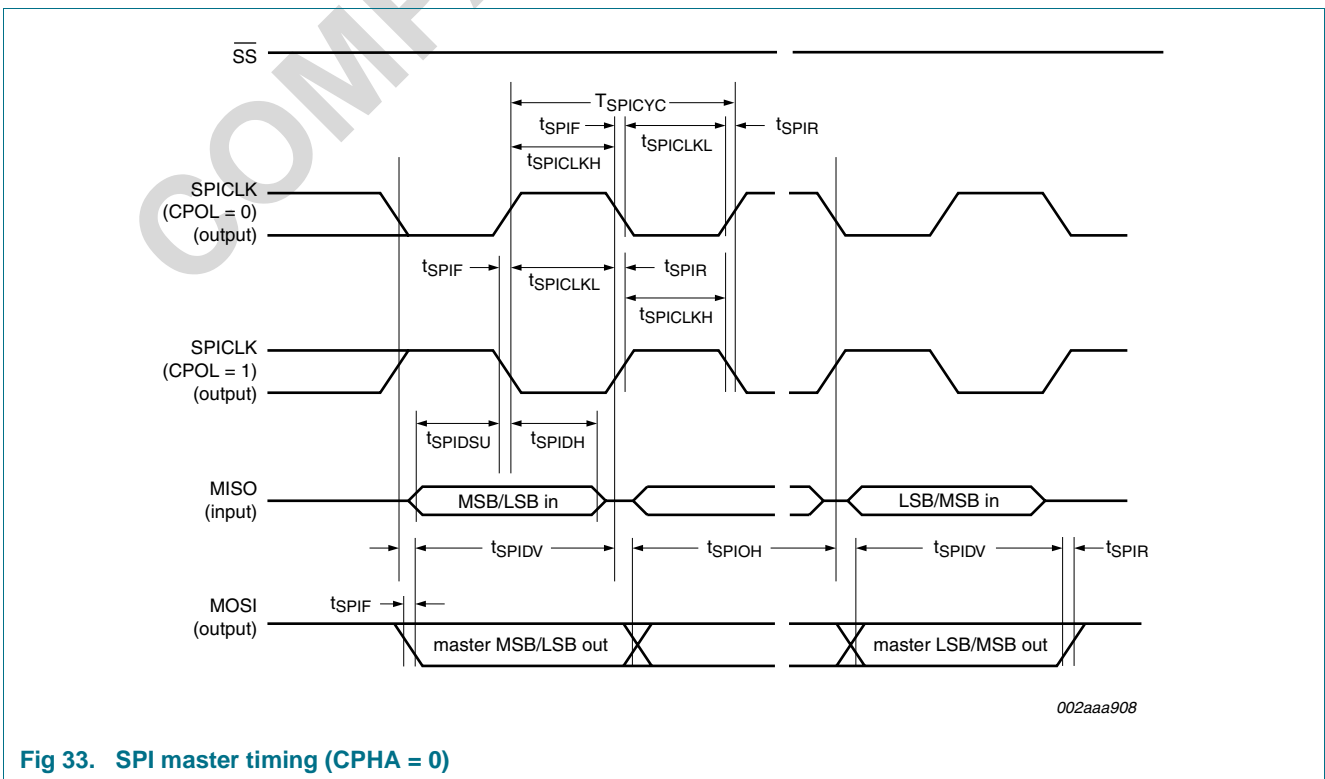 COMPA
SS
TSPICYC
tSPIF
tSPICLKL
tSPIR
tSPICLKH
SPICLK
(CPOL = 0)
(output)
tSPIF
tSPICLKL
tSPIR
tSPICLKH
SPICLK
(CPOL = 1)
(output)
tSPIDSU
tSPIDH
MISO
(input)
MSB/LSB in
LSB/MSB in
tSPIDV
tSPIOH
tSPIDV
tSPIR
tSPIF
MOSI
(output)
master MSB/LSB out
master LSB/MSB out
002aaa908
Fig 33. SPI master timing (CPHA = 0)